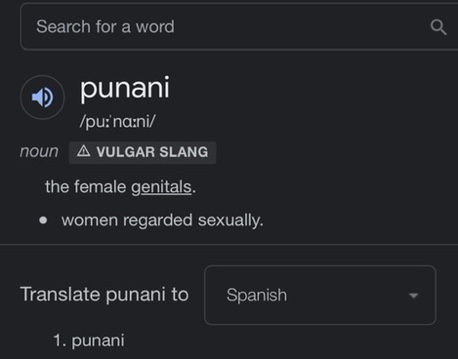 Search for a word
punani
/puːˈnɑːni/
noun ⚠ VULGAR SLANG
the female genitals.
• women regarded sexually.
Translate punani to Spanish
1. punani